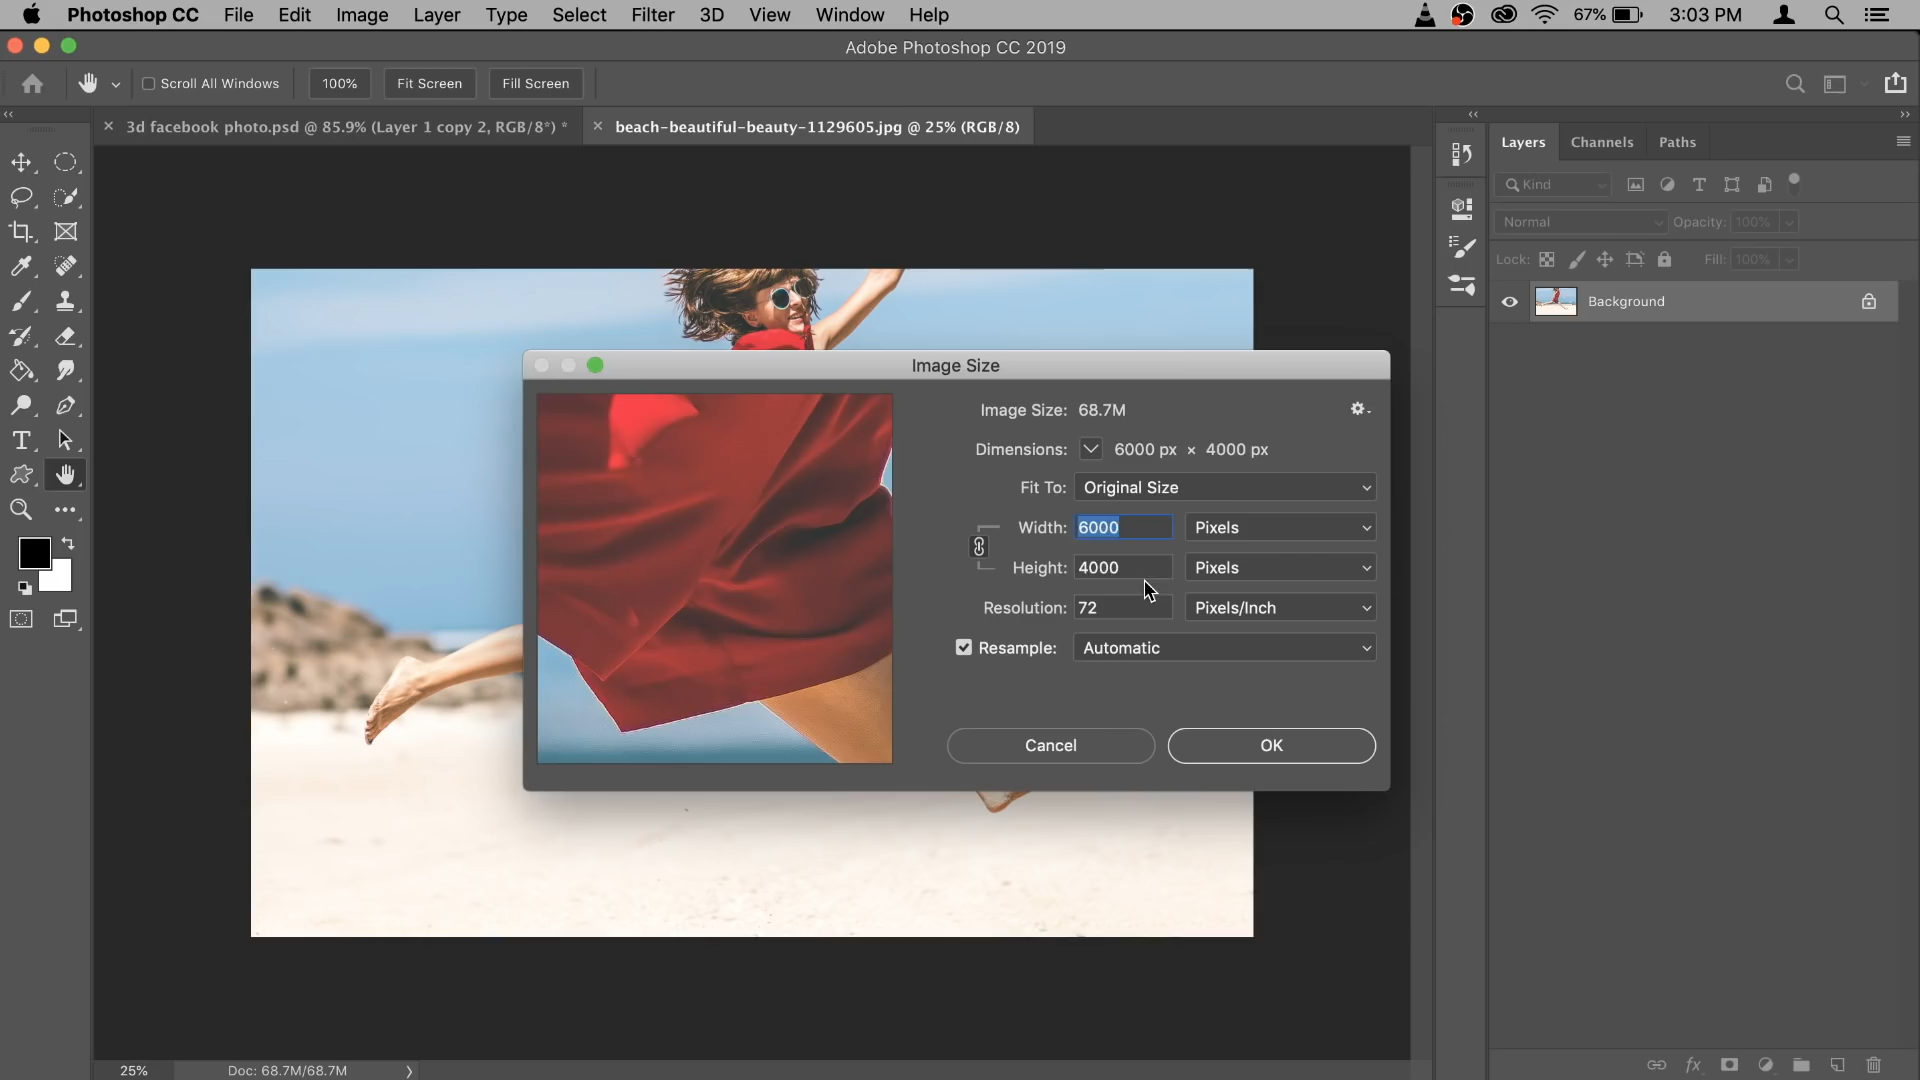 Photoshop CC File Edit Image Layer Type Select Filter 3D View Window Help 67% 3:03 PM
Adobe Photoshop CC 2019
Scroll All Windows 100% Fit Screen Fill Screen
3d facebook photo.psd @ 85.9% (Layer 1 copy 2, RGB/8*) * beach-beautiful-beauty-1129605.jpg @ 25% (RGB/8)
Layers Channels Paths
Kind
Normal Opacity: 100%
Lock: Fill: 100%
Background
Image Size
Image Size: 68.7M
Dimensions: 6000 px × 4000 px
Fit To: Original Size
Width: 6000 Pixels
Height: 4000 Pixels
Resolution: 72 Pixels/Inch
Resample: Automatic
Cancel OK
25% Doc: 68.7M/68.7M